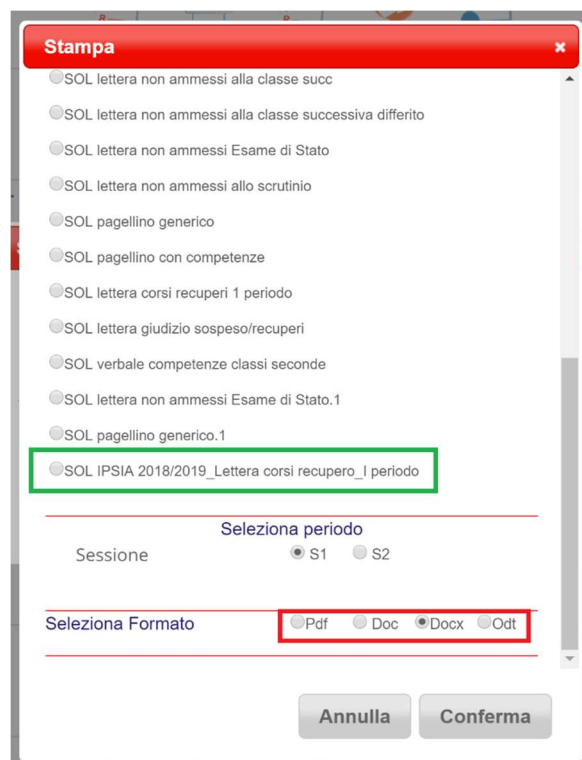 Stampa
SOL lettera non ammessi alla classe succ
SOL lettera non ammessi alla classe successiva differito
SOL lettera non ammessi Esame di Stato
SOL lettera non ammessi allo scrutinio
SOL pagellino generico
SOL pagellino con competenze
SOL lettera corsi recuperi 1 periodo
SOL lettera giudizio sospeso/recuperi
SOL verbale competenze classi seconde
SOL lettera non ammessi Esame di Stato.1
SOL pagellino generico.1
SOL IPSIA 2018/2019_Lettera corsi recupero_I periodo
Seleziona periodo
Sessione S1 S2
Seleziona Formato Pdf Doc Docx Odt
Annulla Conferma